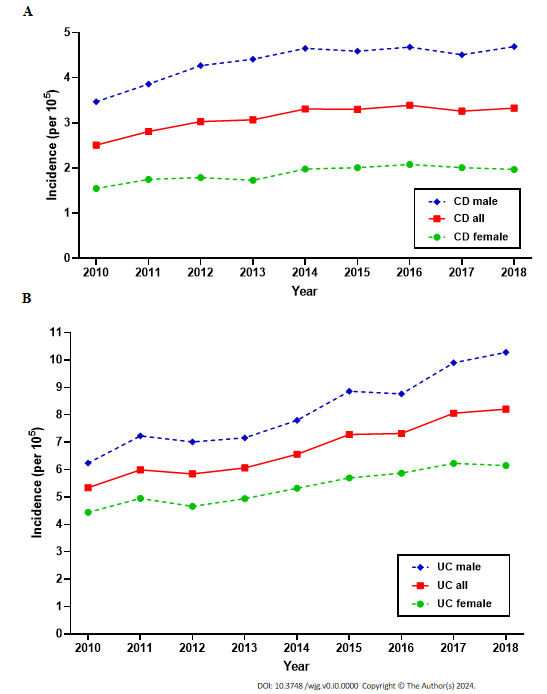 A
5
4
3
2
1
0
Incidence (per 10⁵)
2010 2011 2012 2013 2014 2015 2016 2017 2018
Year
CD male
CD all
CD female
B
11
10
9
8
7
6
5
4
3
2
1
0
Incidence (per 10⁵)
2010 2011 2012 2013 2014 2015 2016 2017 2018
Year
UC male
UC all
UC female
DOI: 10.3748 /wjg.v0.i0.0000 Copyright © The Author(s) 2024.